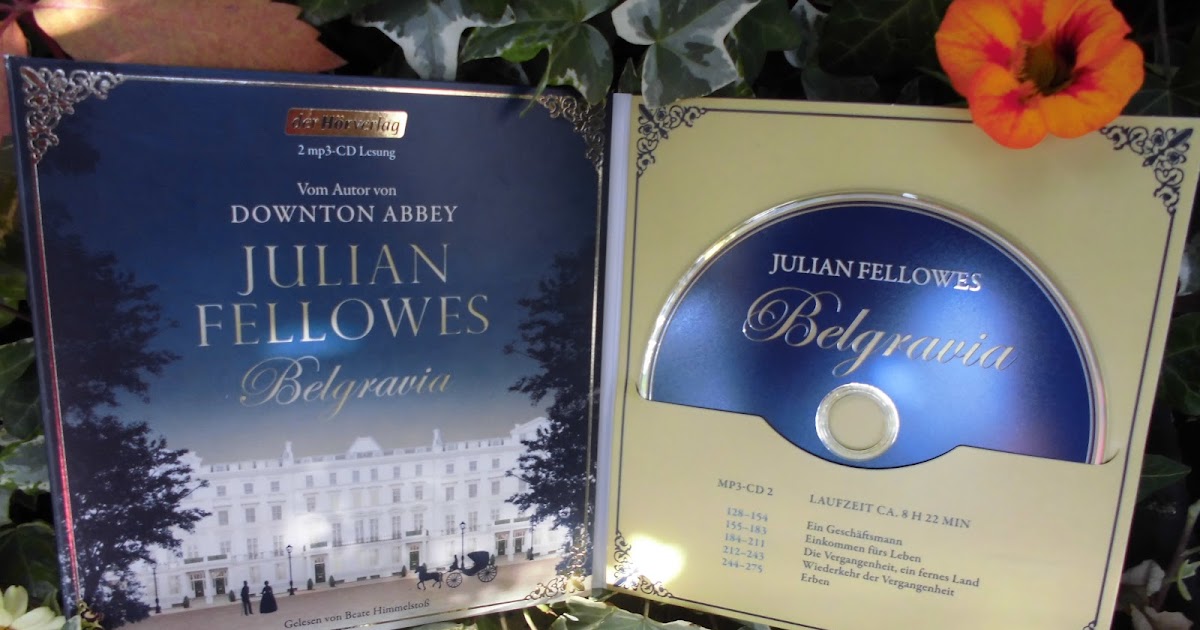 der Hörverlag
2 mp3-CD Lesung
Vom Autor von
DOWNTON ABBEY
JULIAN
FELLOWES
Belgravia
Gelesen von Beate Himmelstoß
JULIAN FELLOWES
Belgravia
MP3-CD 2 LAUFZEIT CA. 8 H 22 MIN
128–154 Ein Geschäftsmann
155–183 Einkommen fürs Leben
184–211 Die Vergangenheit, ein fernes Land
212–243 Wiederkehr der Vergangenheit
244–275 Erben